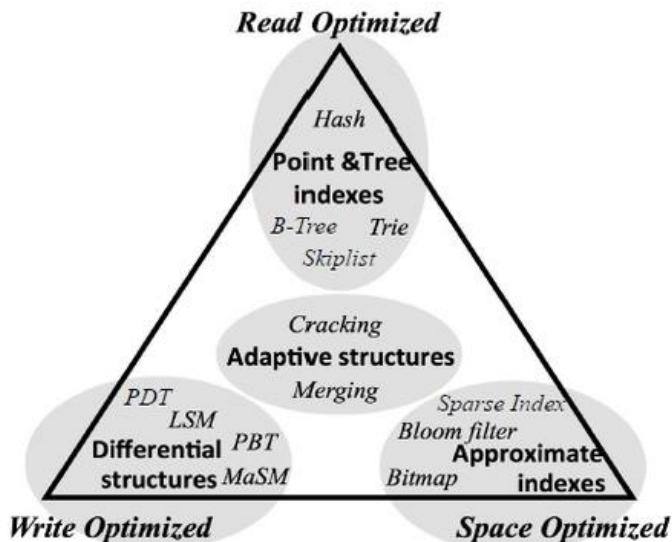 Read Optimized
Hash
Point &Tree
indexes
B-Tree Trie
Skiplist
Cracking
Adaptive structures
Merging
PDT
LSM
PBT
Differential
structures
MaSM
Sparse Index
Bloom filter
Approximate
Bitmap
indexes
Write Optimized
Space Optimized